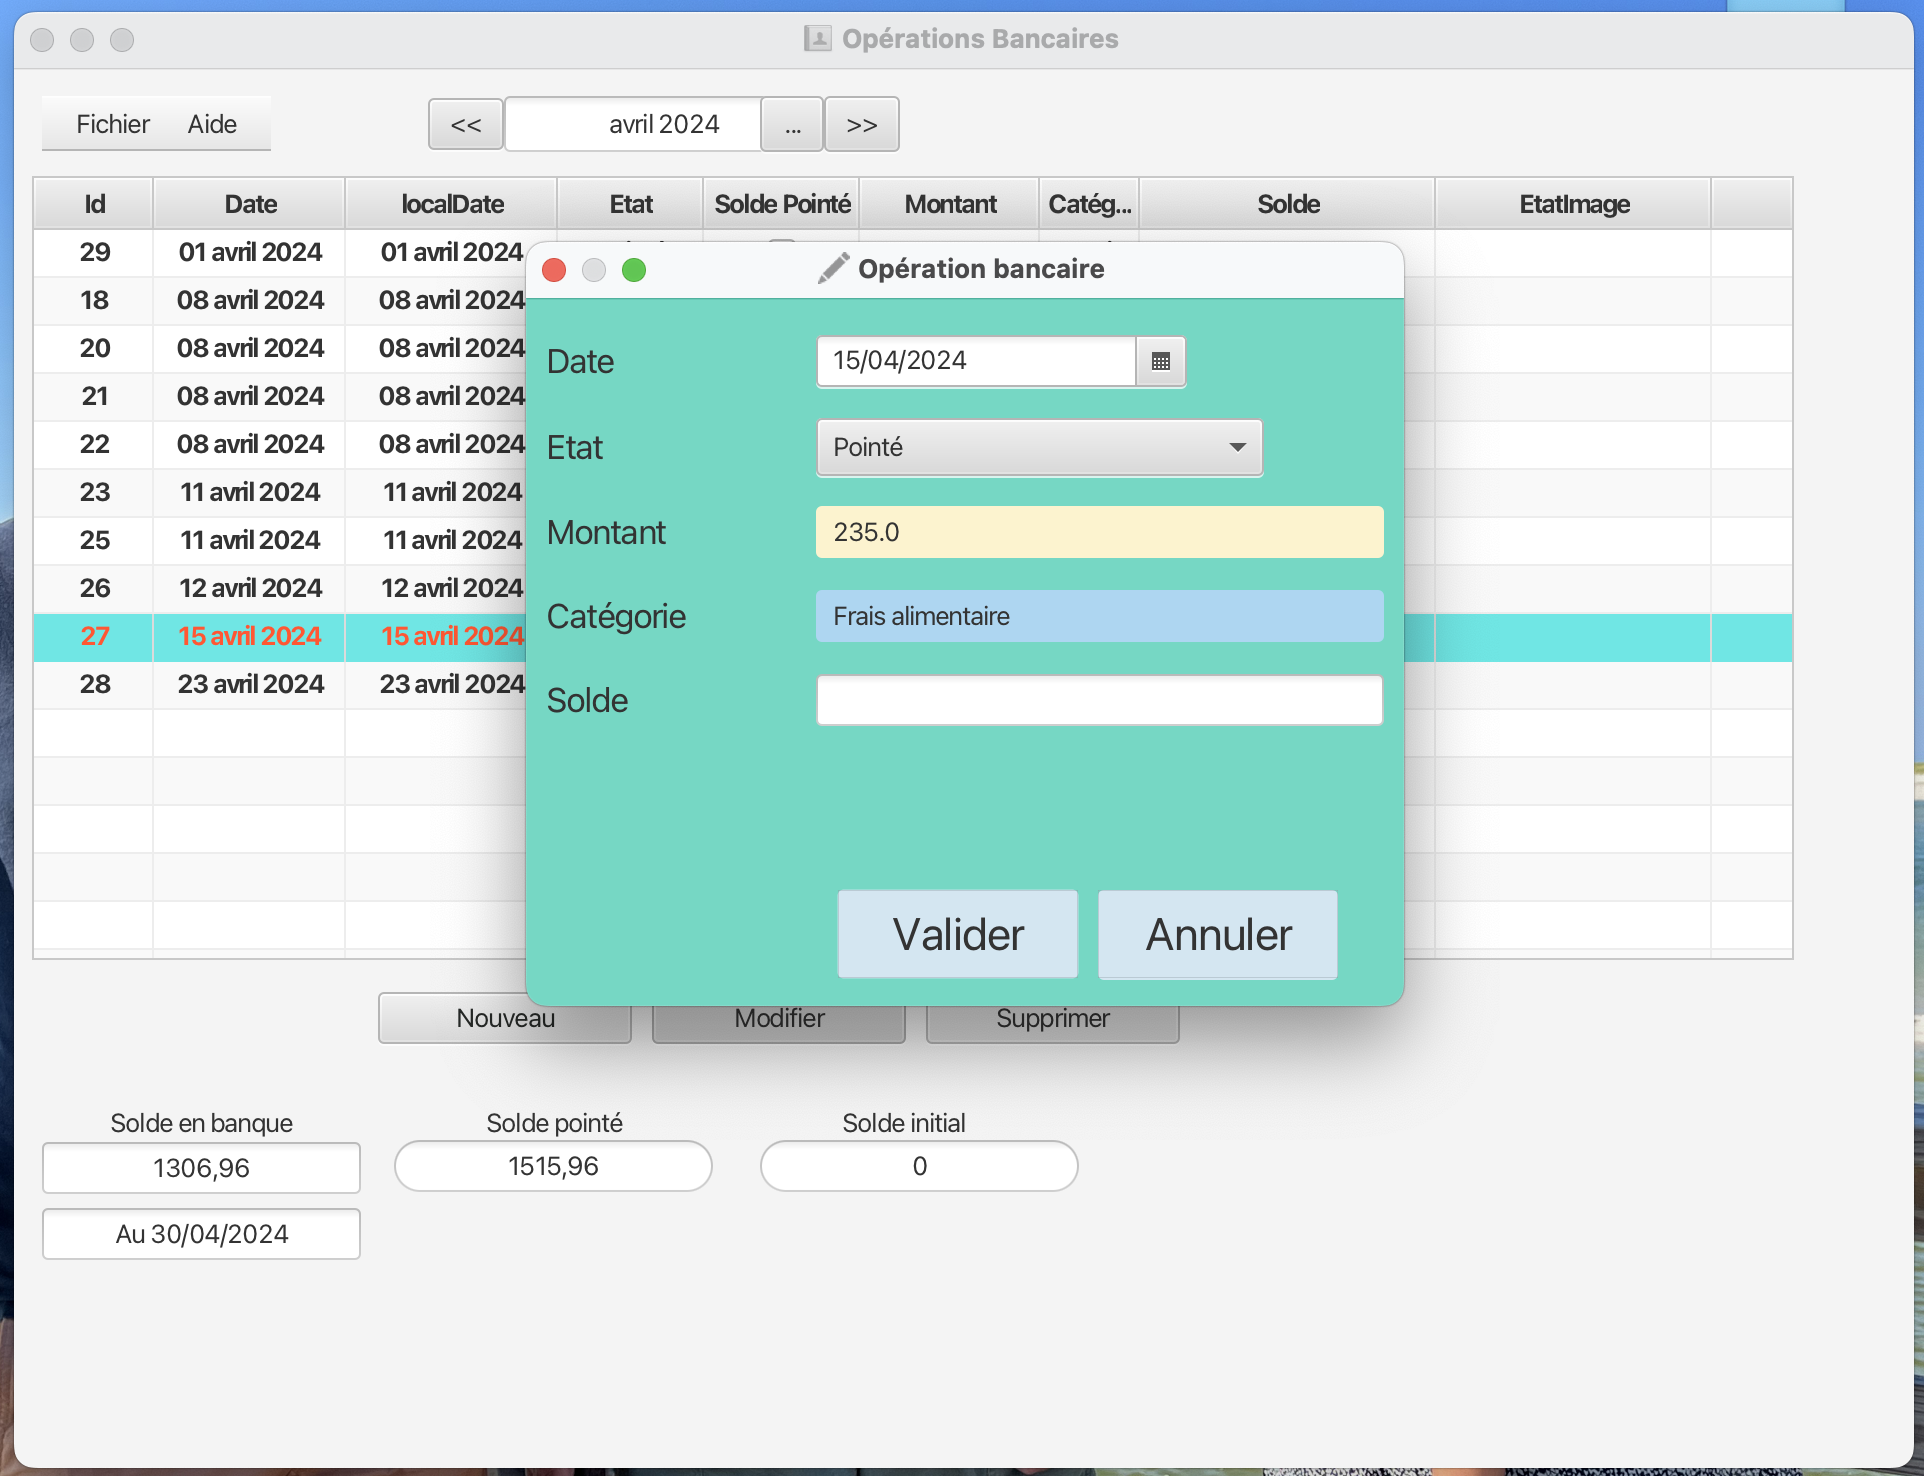 Opérations Bancaires
Fichier Aide << avril 2024 ... >>
Id Date localDate Etat Solde Pointé Montant Catég... Solde EtatImage
29 01 avril 2024 01 avril 2024
18 08 avril 2024 08 avril 2024
20 08 avril 2024 08 avril 2024
21 08 avril 2024 08 avril 2024
22 08 avril 2024 08 avril 2024
23 11 avril 2024 11 avril 2024
25 11 avril 2024 11 avril 2024
26 12 avril 2024 12 avril 2024
27 15 avril 2024 15 avril 2024
28 23 avril 2024 23 avril 2024
Opération bancaire
Date 15/04/2024
Etat Pointé
Montant 235.0
Catégorie Frais alimentaire
Solde
Valider Annuler
Nouveau Modifier Supprimer
Solde en banque Solde pointé Solde initial
1306,96 1515,96 0
Au 30/04/2024